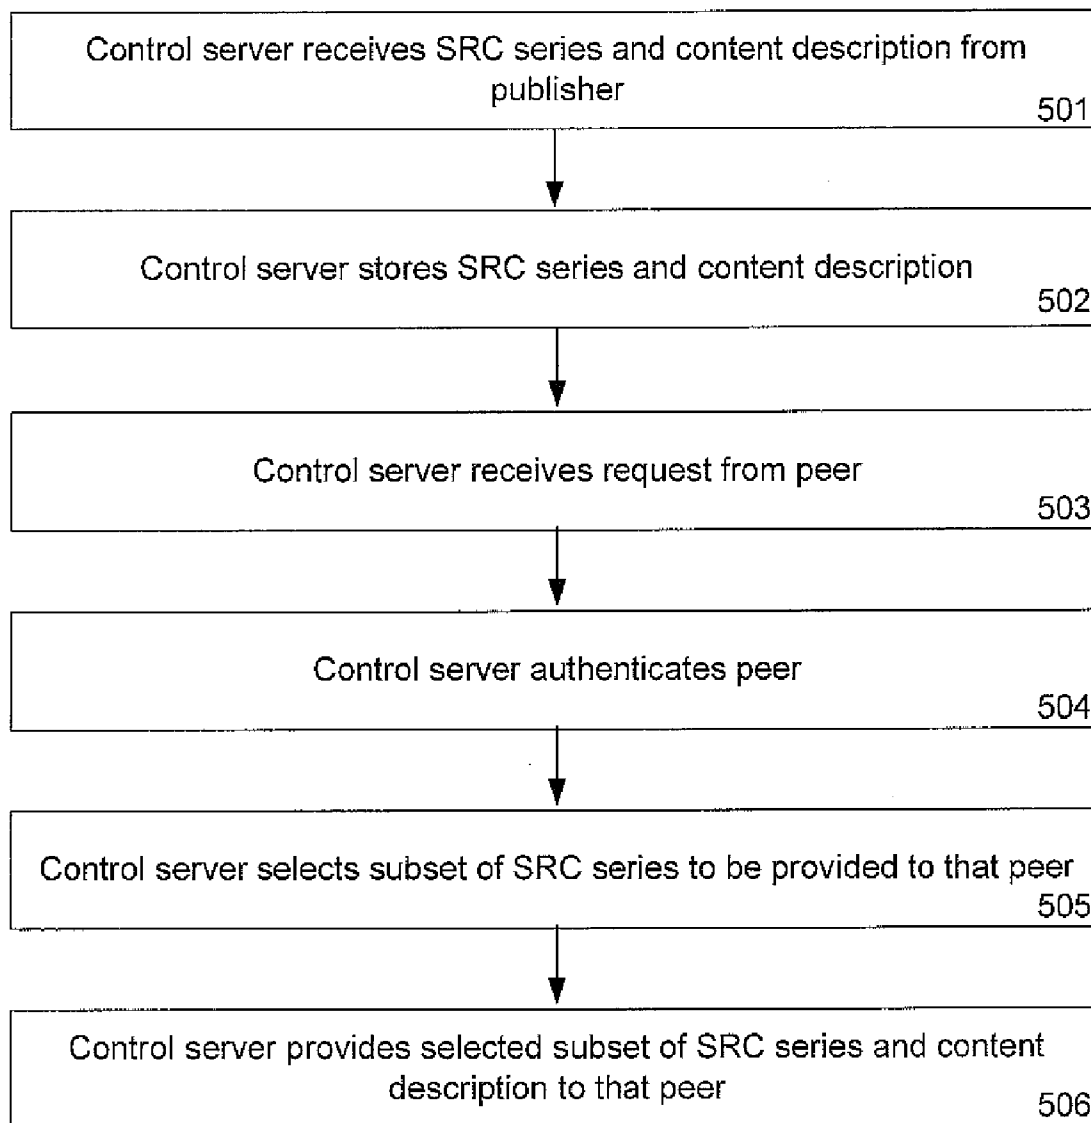 Control server receives SRC series and content description from
publisher
501
Control server stores SRC series and content description
502
Control server receives request from peer
503
Control server authenticates peer
504
Control server selects subset of SRC series to be provided to that peer
505
Control server provides selected subset of SRC series and content
description to that peer
506